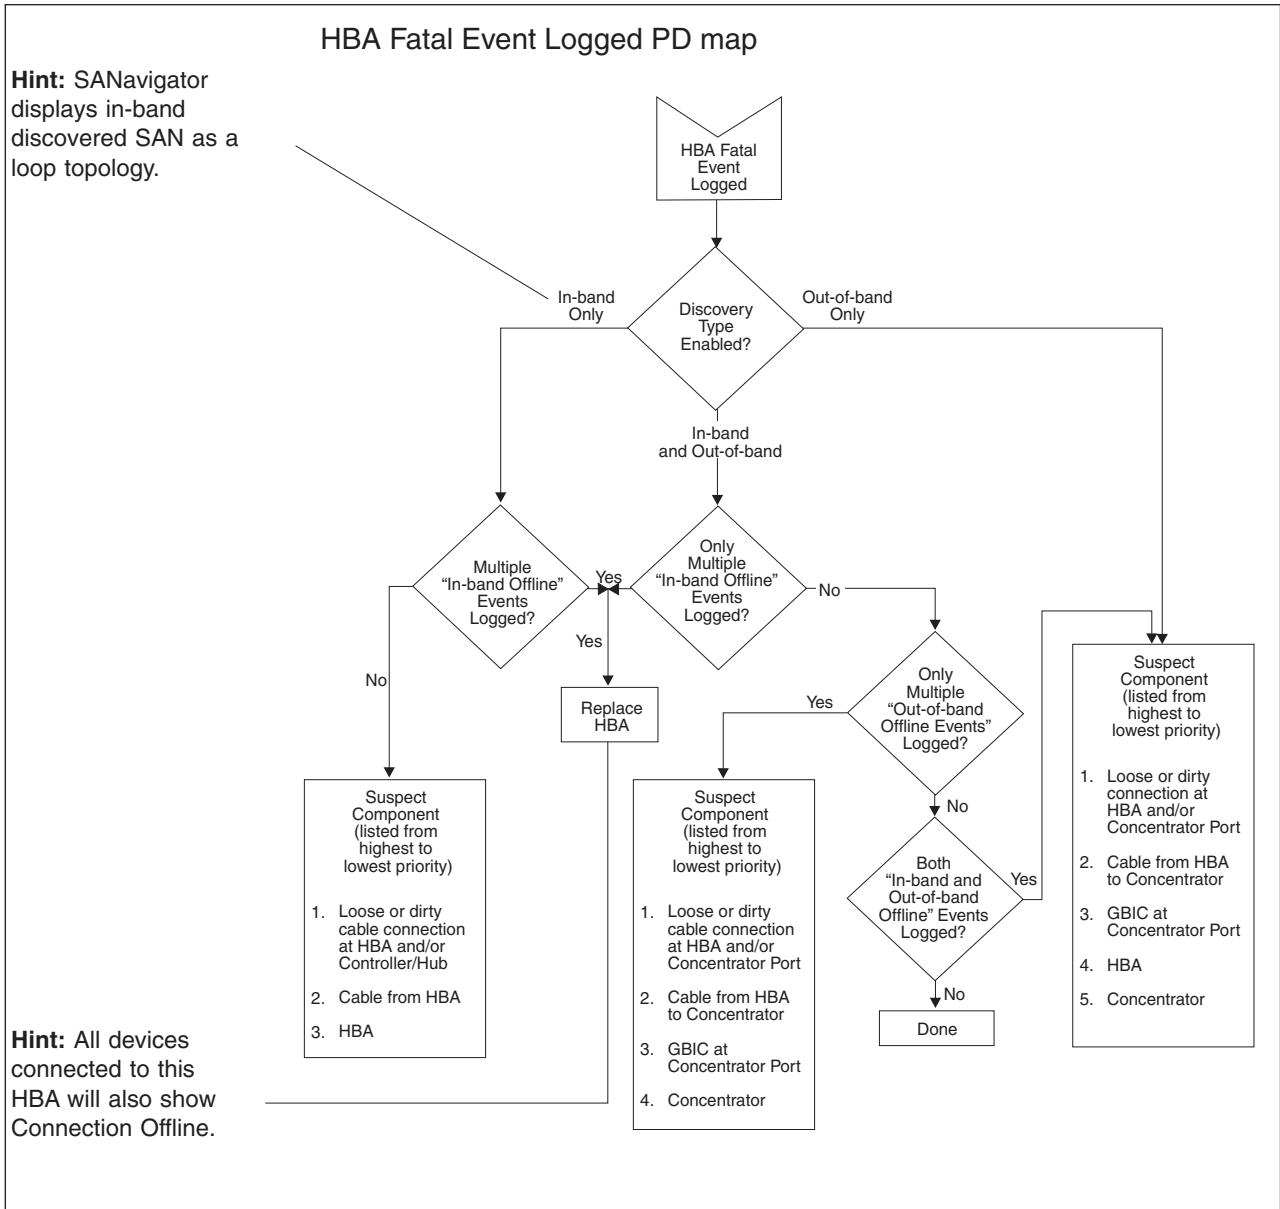 HBA Fatal Event Logged PD map
Hint: SANavigator
displays in-band
discovered SAN as a
loop topology.
HBA Fatal
Event
Logged
In-band
Only
Discovery
Type
Enabled?
Out-of-band
Only
In-band
and Out-of-band
Multiple
“In-band Offline”
Events
Logged?
Yes
Only
Multiple
“In-band Offline”
Events
Logged?
No
Yes
No
Replace
HBA
Only
Multiple
“Out-of-band
Offline Events”
Logged?
Yes
No
Both
“In-band and
Out-of-band
Offline” Events
Logged?
Yes
No
Done
Suspect
Component
(listed from
highest to
lowest priority)
1. Loose or dirty
cable connection
at HBA and/or
Controller/Hub
2. Cable from HBA
3. HBA
Suspect
Component
(listed from
highest to
lowest priority)
1. Loose or dirty
cable connection
at HBA and/or
Concentrator Port
2. Cable from HBA
to Concentrator
3. GBIC at
Concentrator Port
4. Concentrator
Suspect
Component
(listed from
highest to
lowest priority)
1. Loose or dirty
connection at
HBA and/or
Concentrator Port
2. Cable from HBA
to Concentrator
3. GBIC at
Concentrator Port
4. HBA
5. Concentrator
Hint: All devices
connected to this
HBA will also show
Connection Offline.